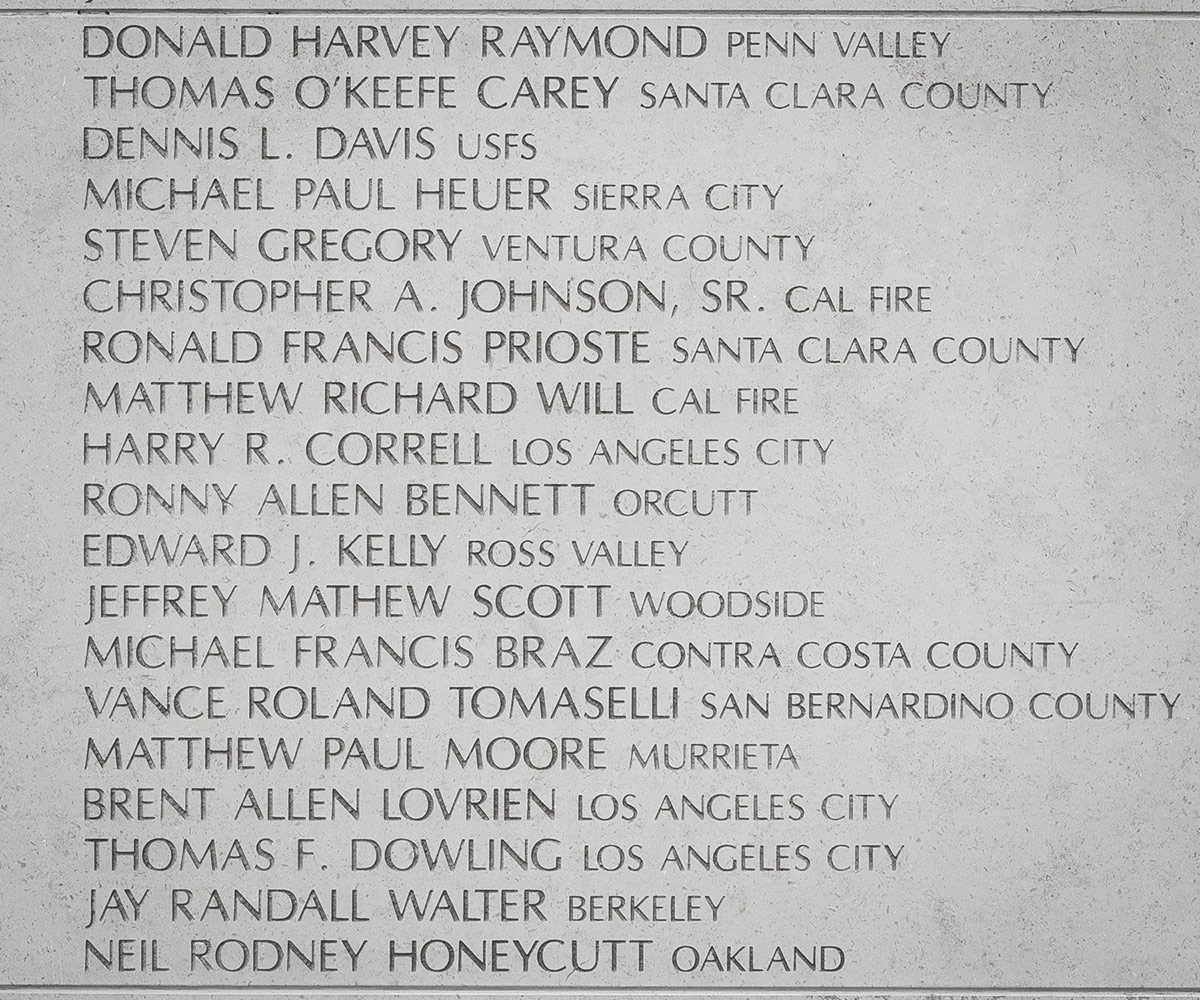 DONALD HARVEY RAYMOND PENN VALLEY
THOMAS O'KEEFE CAREY SANTA CLARA COUNTY
DENNIS L. DAVIS USFS
MICHAEL PAUL HEUER SIERRA CITY
STEVEN GREGORY VENTURA COUNTY
CHRISTOPHER A. JOHNSON, SR. CAL FIRE
RONALD FRANCIS PRIOSTE SANTA CLARA COUNTY
MATTHEW RICHARD WILL CAL FIRE
HARRY R. CORRELL LOS ANGELES CITY
RONNY ALLEN BENNETT ORCUTT
EDWARD J. KELLY ROSS VALLEY
JEFFREY MATHEW SCOTT WOODSIDE
MICHAEL FRANCIS BRAZ CONTRA COSTA COUNTY
VANCE ROLAND TOMASELLI SAN BERNARDINO COUNTY
MATTHEW PAUL MOORE MURRIETA
BRENT ALLEN LOVRIEN LOS ANGELES CITY
THOMAS F. DOWLING LOS ANGELES CITY
JAY RANDALL WALTER BERKELEY
NEIL RODNEY HONEYCUTT OAKLAND